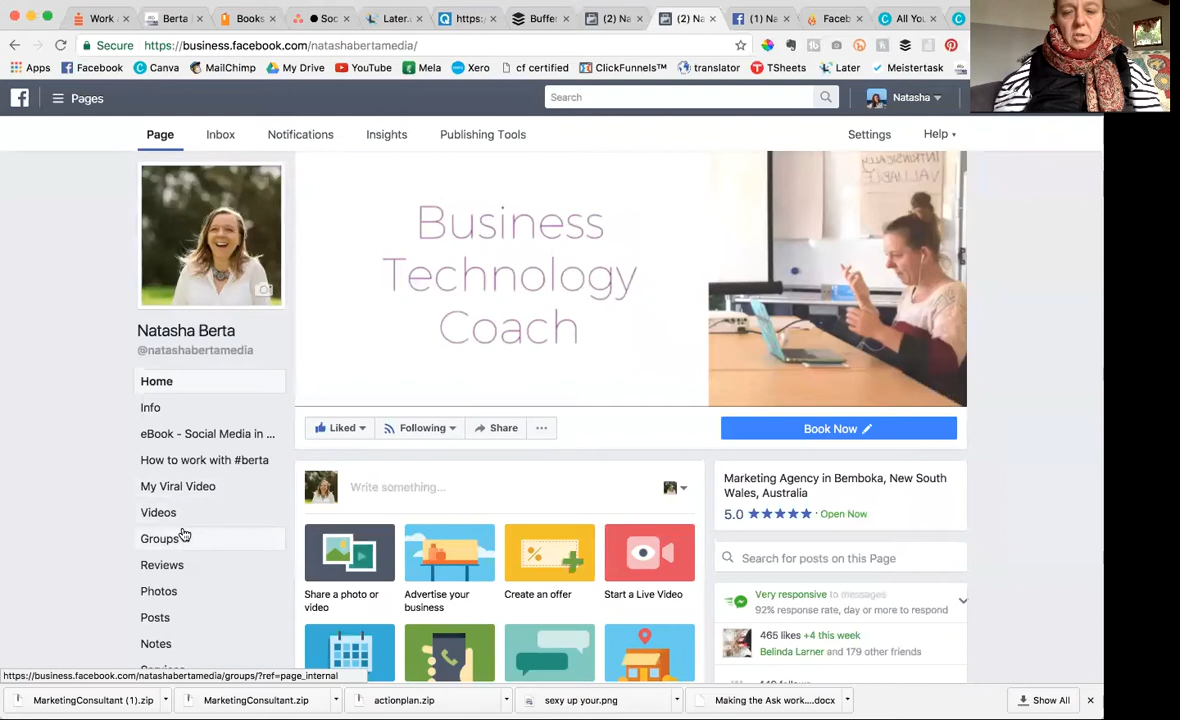 Work
Berta
Books
Soc
Later.
https:/
Buffer
(2) Na
(2) Na
(1) Na
Faceb
All You
Secure https://business.facebook.com/natashabertamedia/
Apps Facebook Canva MailChimp My Drive YouTube Mela Xero cf certified ClickFunnels™ translator TSheets Later Meistertask
Pages
Search
Natasha
Page Inbox Notifications Insights Publishing Tools Settings Help
Business
Technology
Coach
INTRINSICALLY
VALUABLE
Natasha Berta
@natashabertamedia
Home
Info
eBook - Social Media in ...
How to work with #berta
My Viral Video
Videos
Groups
Reviews
Photos
Posts
Notes
Services
Liked Following Share ...
Book Now
Write something...
Share a photo or
video
Advertise your
business
Create an offer
Start a Live Video
Marketing Agency in Bemboka, New South
Wales, Australia
5.0 ★★★★★ · Open Now
Search for posts on this Page
Very responsive to messages
92% response rate, day or more to respond
465 likes +4 this week
Belinda Larner and 179 other friends
https://business.facebook.com/natashabertamedia/groups/?ref=page_internal
MarketingConsultant (1).zip
MarketingConsultant.zip
actionplan.zip
sexy up your.png
Making the Ask work....docx
Show All